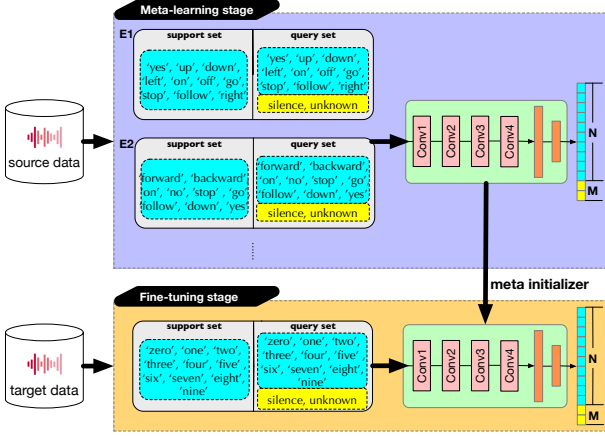 Meta-learning stage
E1
support set
query set
'yes', 'up', 'down',
'left', 'on', 'off', 'go'
'stop', 'follow', 'right'
'yes', 'up', 'down',
'left', 'on', 'off', 'go',
stop', 'follow', 'right'
silence, unknown
E2
support set
query set
'forward', 'backward'
'on', 'no', 'stop', 'go'
'follow', 'down', 'yes'
'forward', 'backward'
'on, 'no', 'stop', 'go'
'follow', 'down', 'yes'
silence, unknown
source data
Conv1
Conv2
Conv3
Conv4
N
M
meta initializer
Fine-tuning stage
support set
query set
'zero', 'one', 'two',
'three', 'four', 'five'
'six', 'seven', 'eight',
'nine'
'zero', 'one', 'two',
'three', 'four', 'five'
'six', 'seven', 'eight',
'nine'
silence, unknown
target data
Conv1
Conv2
Conv3
Conv4
N
M